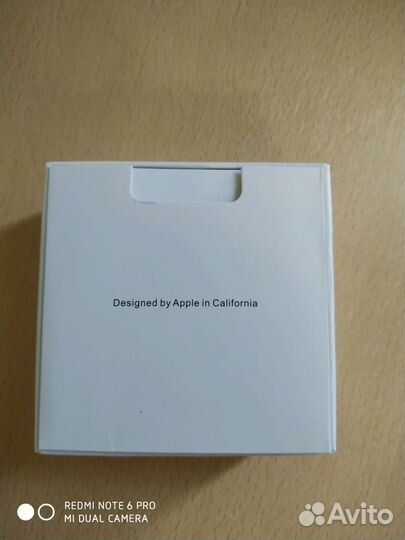 Designed by Apple in California
REDMI NOTE 6 PRO
MI DUAL CAMERA
Avito